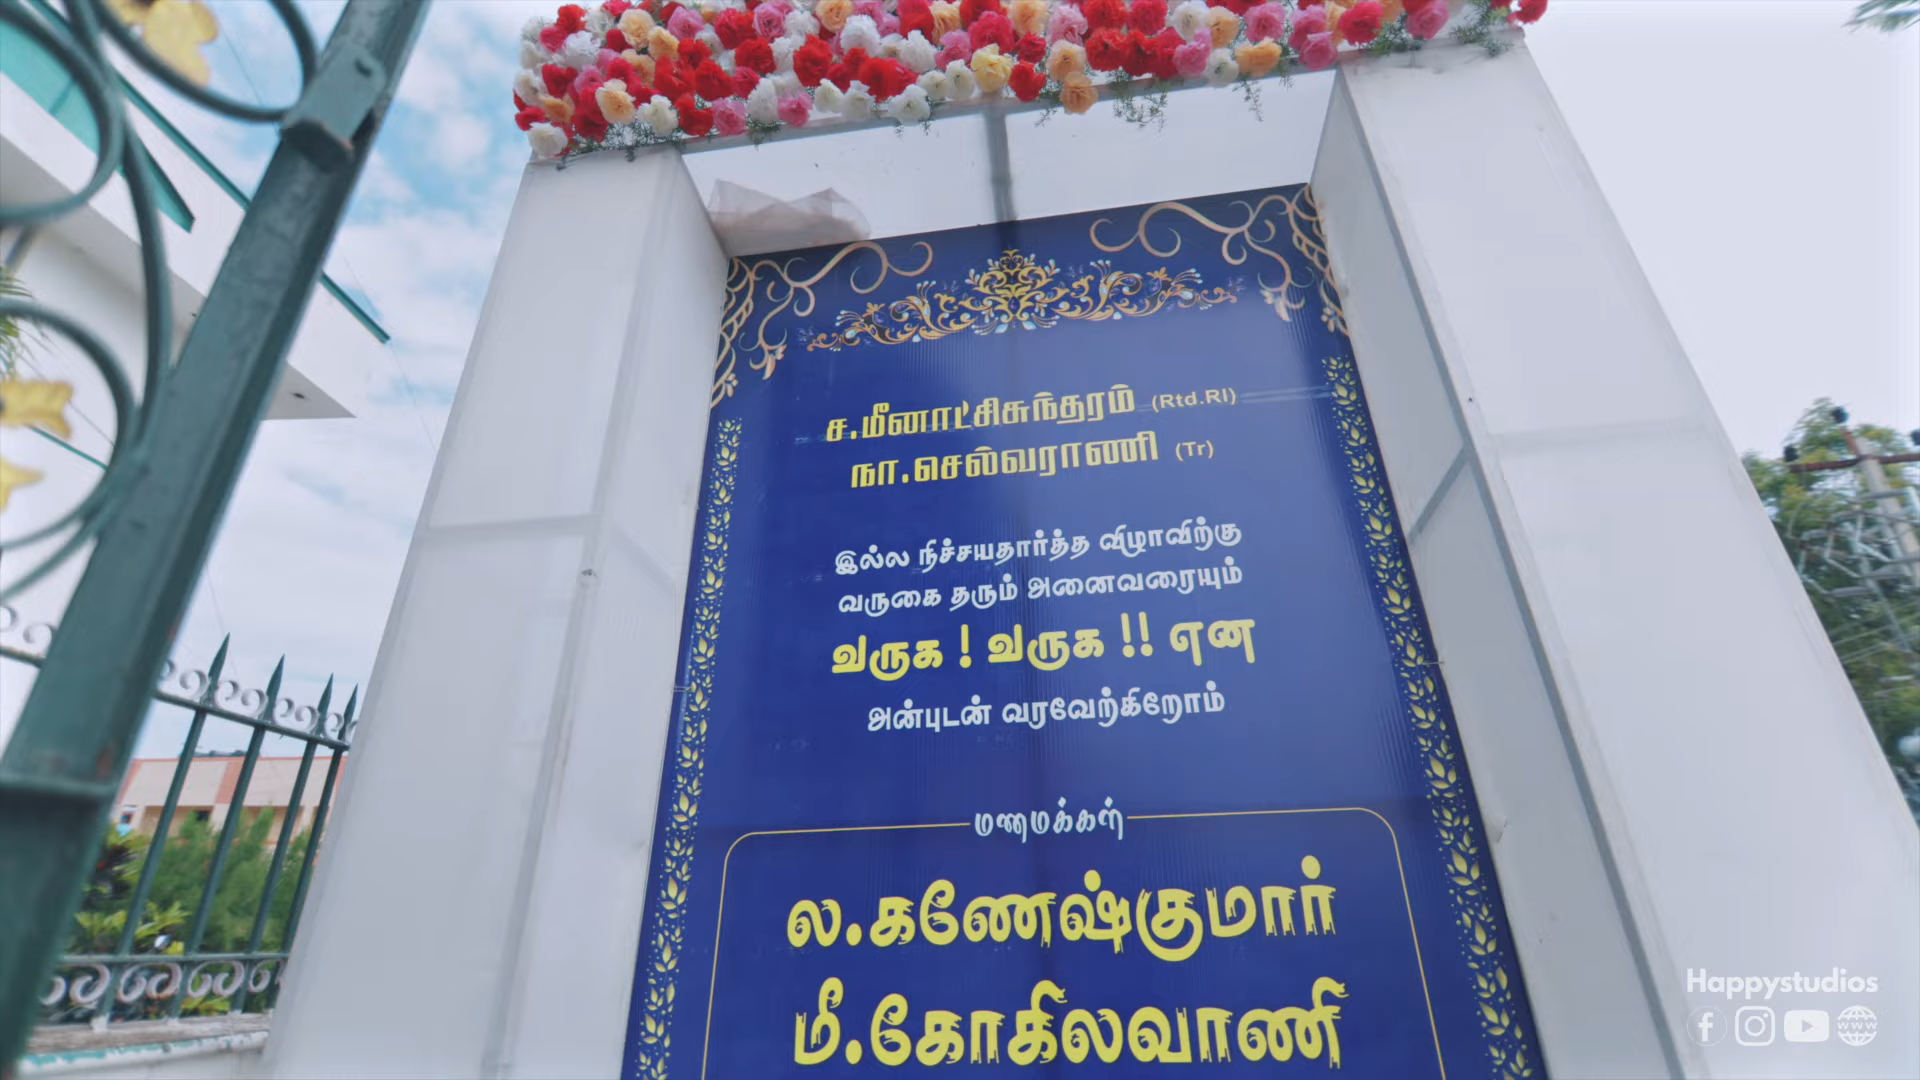 ச.மீனாட்சிசுந்தரம் (Rtd.RI)
நா.செல்வராணி (Tr)
இல்ல நிச்சயதார்த்த விழாவிற்கு
வருகை தரும் அனைவரையும்
வருக ! வருக !! என
அன்புடன் வரவேற்கிறோம்
மணமக்கள்
ல.கணேஷ்குமார்
மீ.கோகிலவாணி
Happystudios